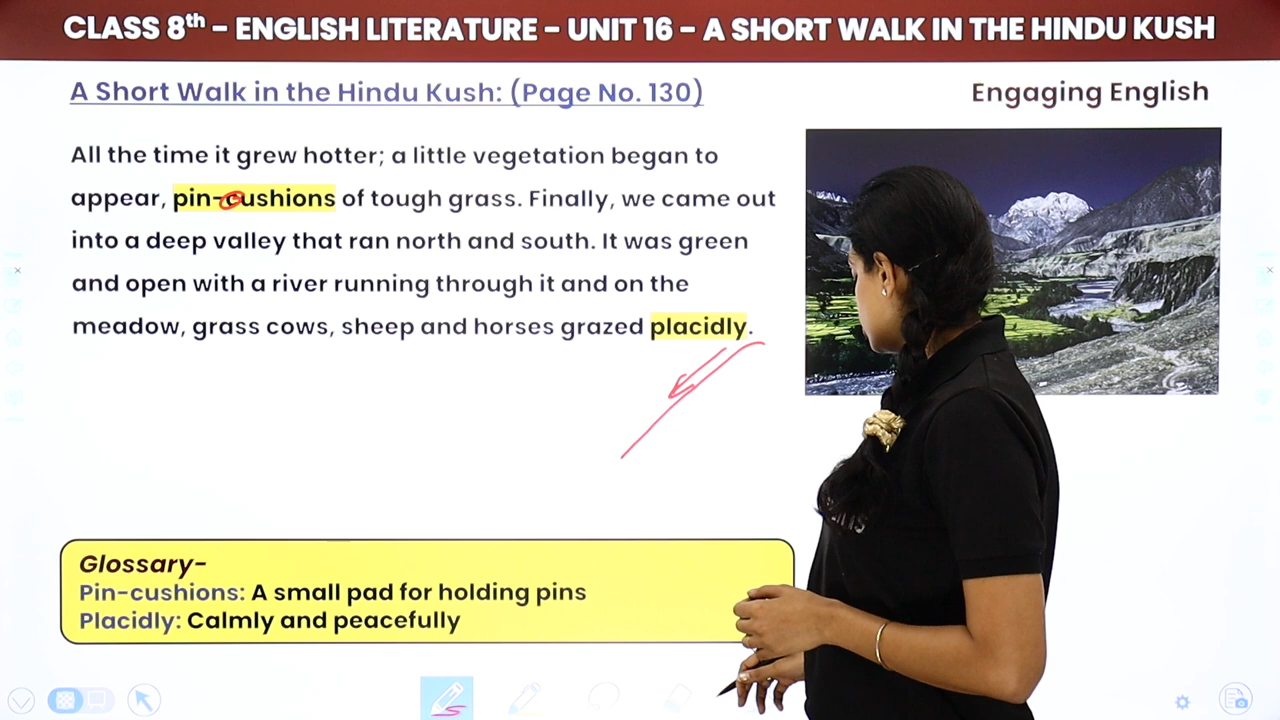 CLASS 8th – ENGLISH LITERATURE – UNIT 16 – A SHORT WALK IN THE HINDU KUSH
A Short Walk in the Hindu Kush: (Page No. 130)
Engaging English
All the time it grew hotter; a little vegetation began to
appear, pin-cushions of tough grass. Finally, we came out
into a deep valley that ran north and south. It was green
and open with a river running through it and on the
meadow, grass cows, sheep and horses grazed placidly.
Glossary-
Pin-cushions: A small pad for holding pins
Placidly: Calmly and peacefully